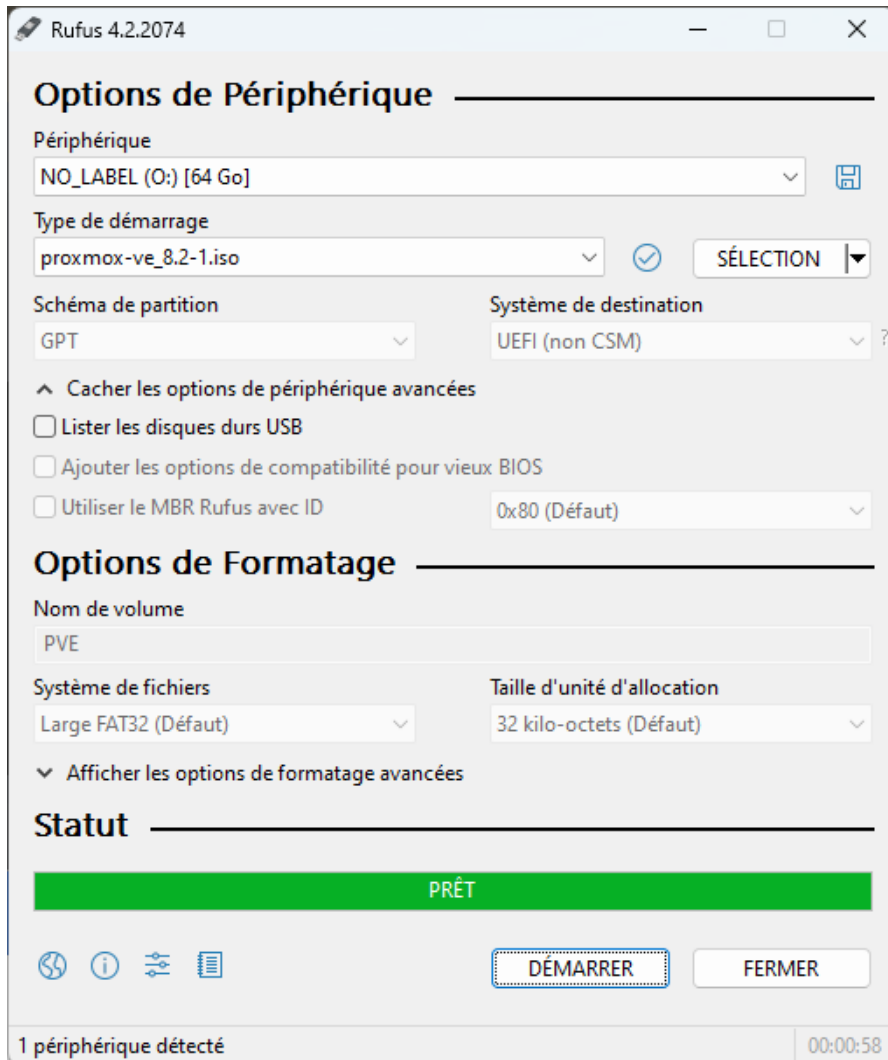 Rufus 4.2.2074
Options de Périphérique
Périphérique
NO_LABEL (O:) [64 Go]
Type de démarrage
proxmox-ve_8.2-1.iso
SÉLECTION
Schéma de partition
Système de destination
GPT
UEFI (non CSM)
?
Cacher les options de périphérique avancées
Lister les disques durs USB
Ajouter les options de compatibilité pour vieux BIOS
Utiliser le MBR Rufus avec ID
0x80 (Défaut)
Options de Formatage
Nom de volume
PVE
Système de fichiers
Taille d'unité d'allocation
Large FAT32 (Défaut)
32 kilo-octets (Défaut)
Afficher les options de formatage avancées
Statut
PRÊT
DÉMARRER
FERMER
1 périphérique détecté
00:00:58